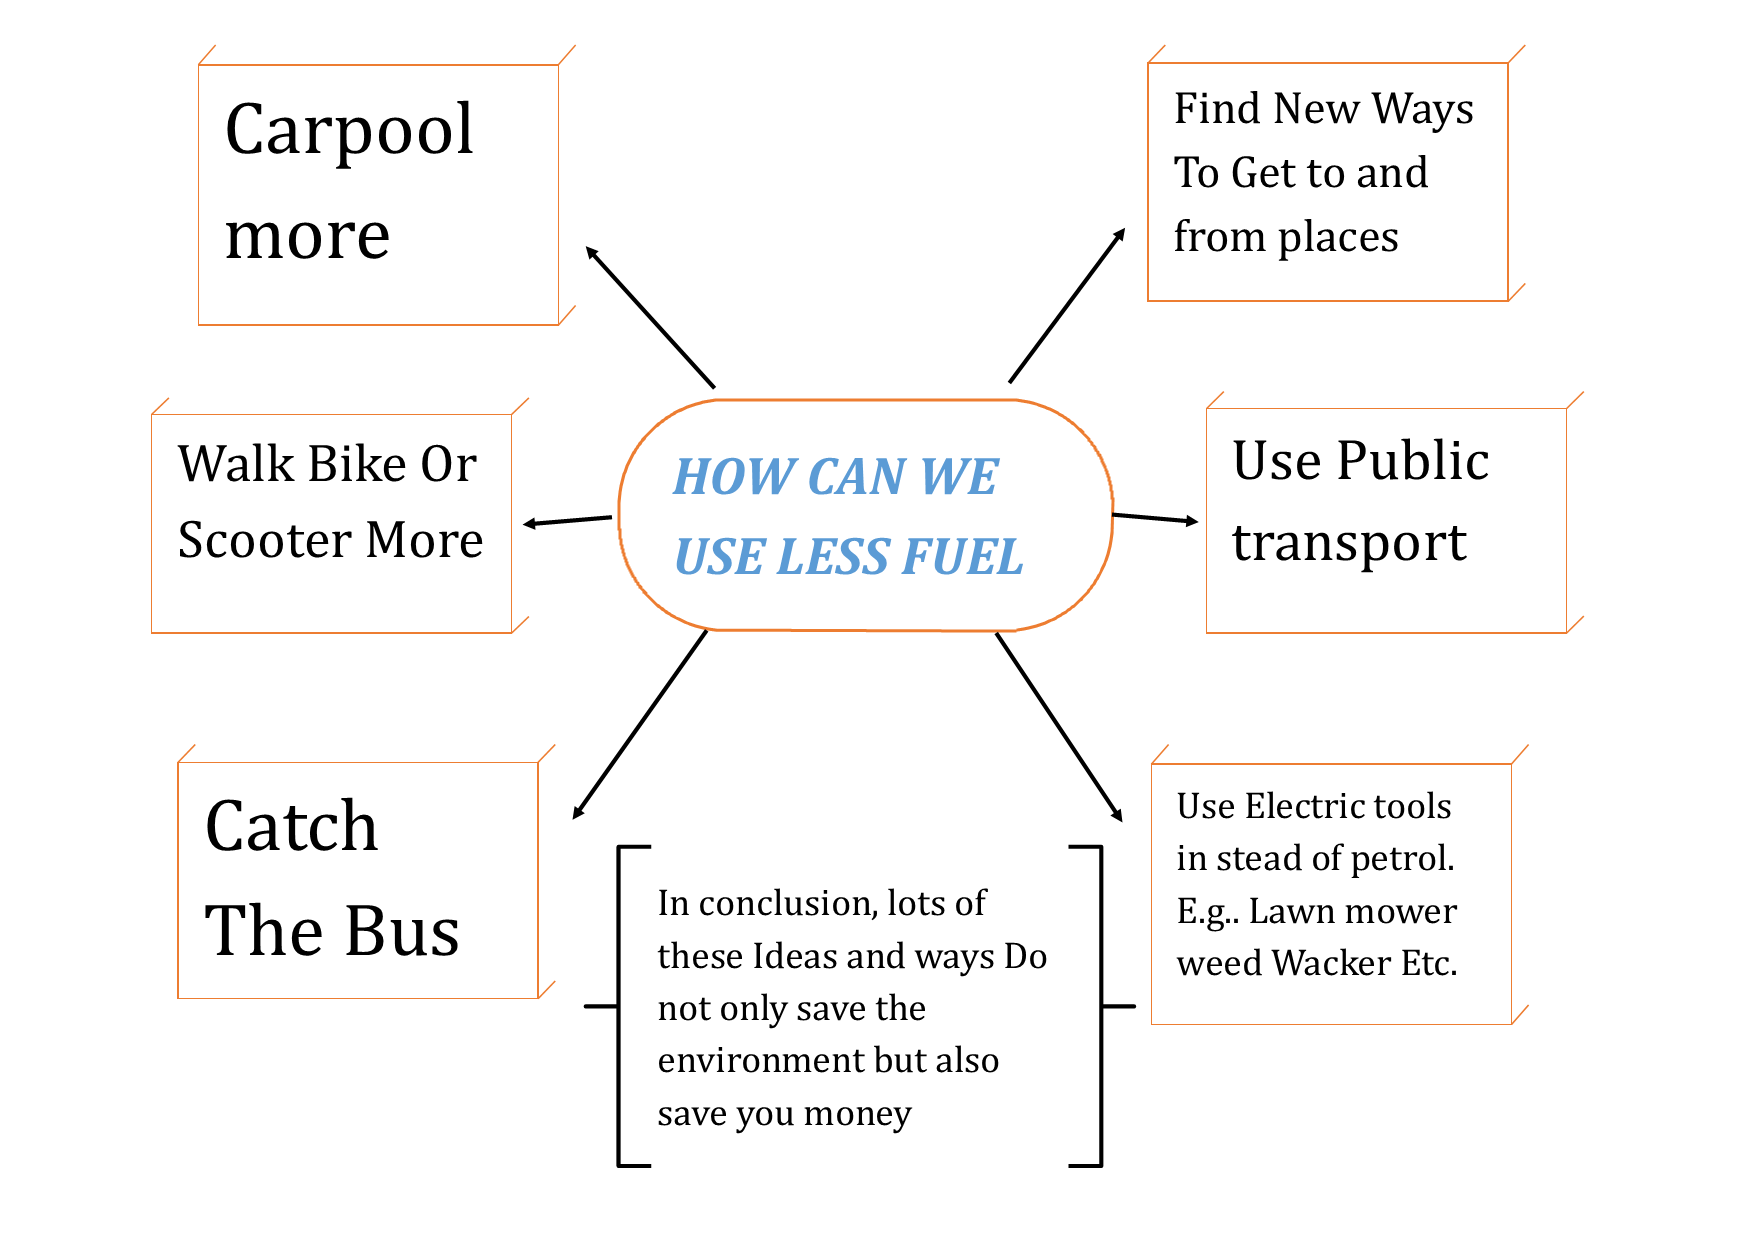 Carpool
more
Find New Ways
To Get to and
from places
Walk Bike Or
Scooter More
HOW CAN WE
USE LESS FUEL
Use Public
transport
Catch
The Bus
In conclusion, lots of
these Ideas and ways Do
not only save the
environment but also
save you money
Use Electric tools
in stead of petrol.
E.g.. Lawn mower
weed Wacker Etc.